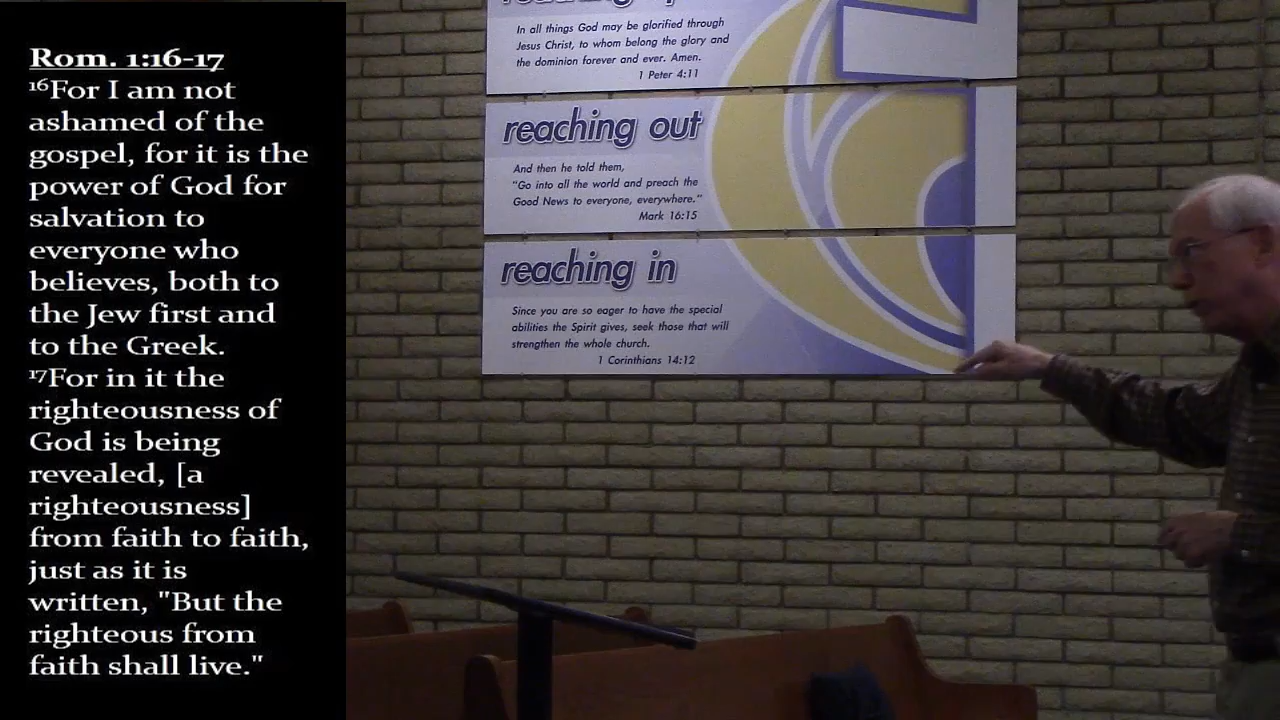 Rom. 1:16-17
¹⁶For I am not
ashamed of the
gospel, for it is the
power of God for
salvation to
everyone who
believes, both to
the Jew first and
to the Greek.
¹⁷For in it the
righteousness of
God is being
revealed, [a
righteousness]
from faith to faith,
just as it is
written, "But the
righteous from
faith shall live."
In all things God may be glorified through
Jesus Christ, to whom belong the glory and
the dominion forever and ever. Amen.
1 Peter 4:11
reaching out
And then he told them,
"Go into all the world and preach the
Good News to everyone, everywhere."
Mark 16:15
reaching in
Since you are so eager to have the special
abilities the Spirit gives, seek those that will
strengthen the whole church.
1 Corinthians 14:12